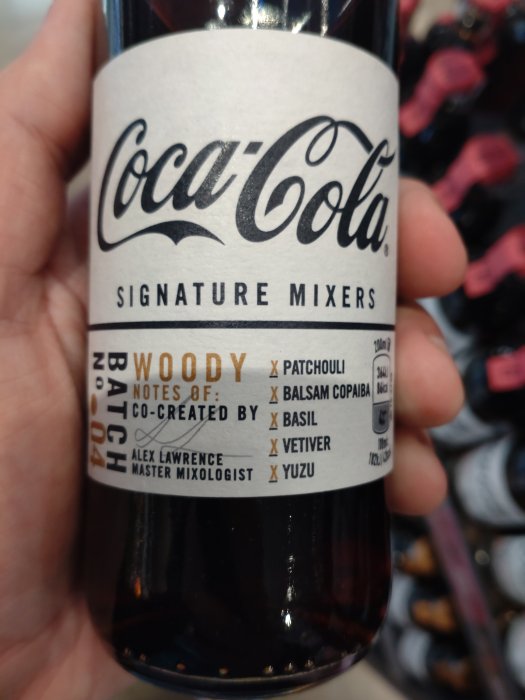 Coca-Cola
SIGNATURE MIXERS
BATCH
No. 04
WOODY
NOTES OF:
CO-CREATED BY
ALEX LAWRENCE
MASTER MIXOLOGIST
X PATCHOULI
X BALSAM COPAIBA
X BASIL
X VETIVER
X YUZU